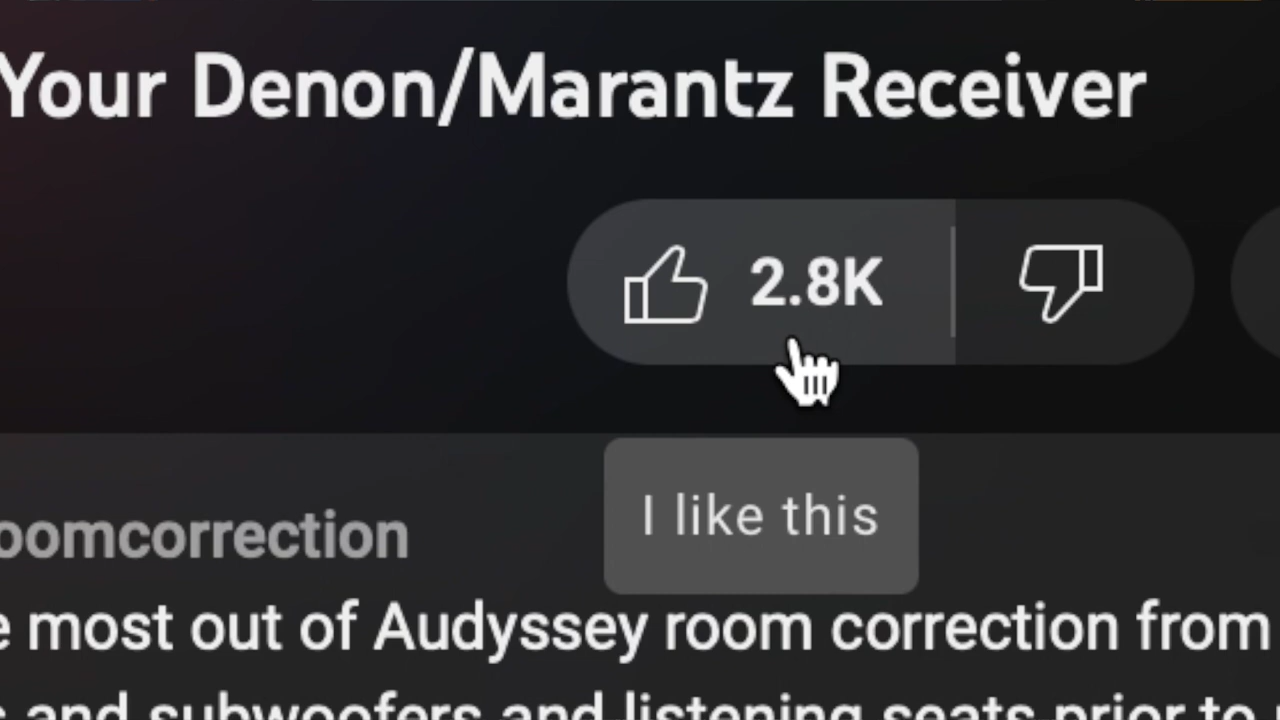 Your Denon/Marantz Receiver
2.8K
I like this
oomcorrection
e most out of Audyssey room correction from
s and subwoofers and listening seats prior to